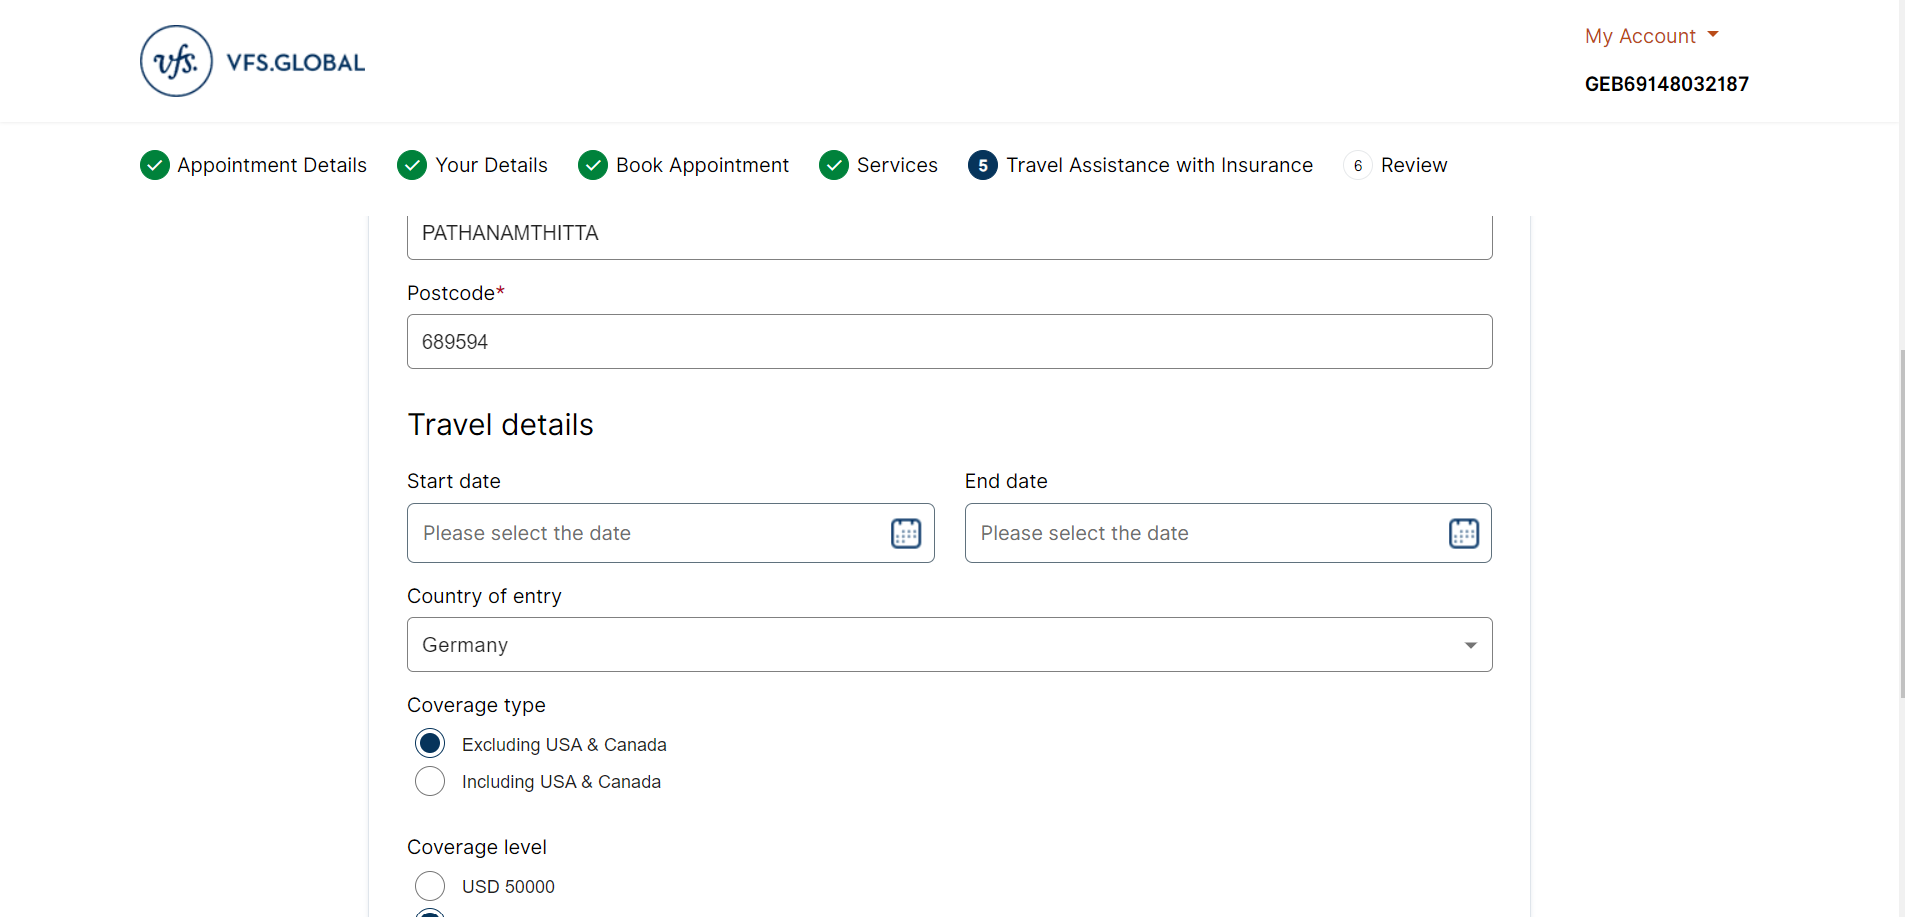 vfs. VFS.GLOBAL
My Account
GEB69148032187
Appointment Details Your Details Book Appointment Services 5 Travel Assistance with Insurance 6 Review
PATHANAMTHITTA
Postcode*
689594
Travel details
Start date End date
Please select the date Please select the date
Country of entry
Germany
Coverage type
Excluding USA & Canada
Including USA & Canada
Coverage level
USD 50000